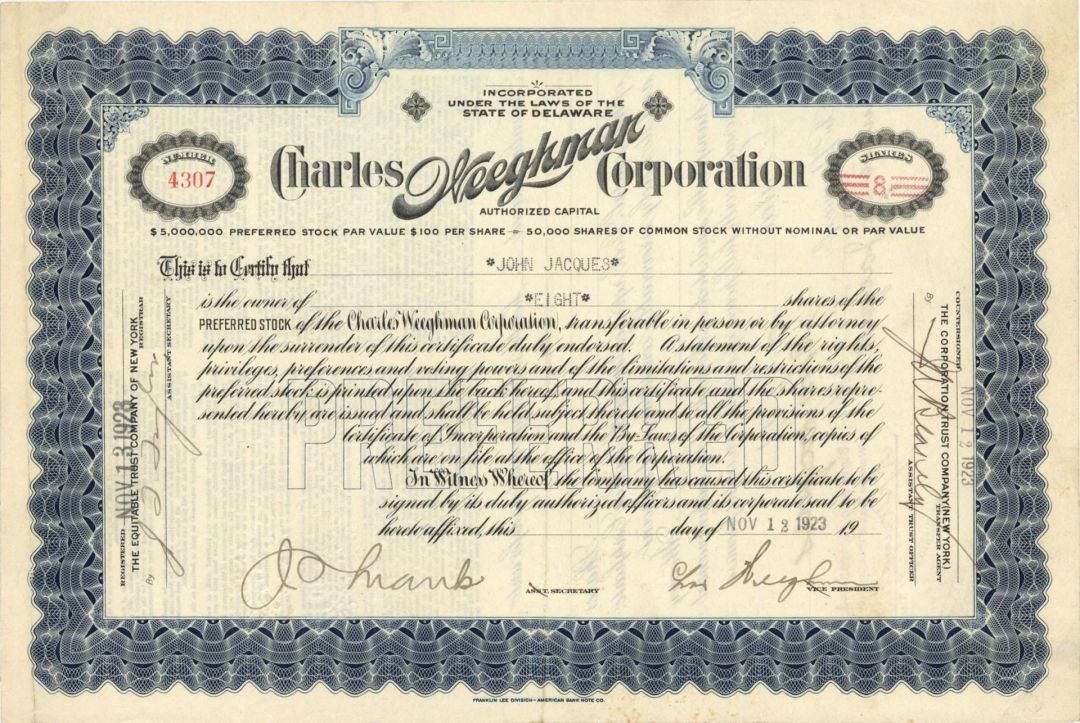 INCORPORATED
UNDER THE LAWS OF THE
STATE OF DELAWARE
NUMBER
4307
Charles Weeghman Corporation
SHARES
8
AUTHORIZED CAPITAL
$5,000,000 PREFERRED STOCK PAR VALUE $100 PER SHARE = 50,000 SHARES OF COMMON STOCK WITHOUT NOMINAL OR PAR VALUE
This is to Certify that *JOHN JACQUES*
is the owner of *EIGHT* shares of the
PREFERRED STOCK of the Charles Weeghman Corporation, transferable in person or by attorney
upon the surrender of this certificate duly endorsed. A statement of the rights,
privileges, preferences and voting powers and of the limitations and restrictions of the
preferred stock is printed upon the back hereof, and this certificate and the shares repre-
sented hereby are issued and shall be held subject thereto and to all the provisions of the
Certificate of Incorporation and the By-Laws of the Corporation, copies of
which are on file at the office of the Corporation.
PREFERRED
In Witness Whereof, the Company has caused this certificate to be
signed by its duly authorized officers and its corporate seal to be
hereto affixed, this day of NOV 12 1923 19
ASS'T. SECRETARY
Chas Weeghman
VICE PRESIDENT
REGISTERED NOV 13 1923
THE EQUITABLE TRUST COMPANY OF NEW YORK
REGISTRAR
By
ASSISTANT SECRETARY
COUNTERSIGNED NOV 12 1923
THE CORPORATION TRUST COMPANY (NEW YORK)
TRANSFER AGENT
By
ASSISTANT TRUST OFFICER
FRANKLIN LEE DIVISION-AMERICAN BANK NOTE CO.